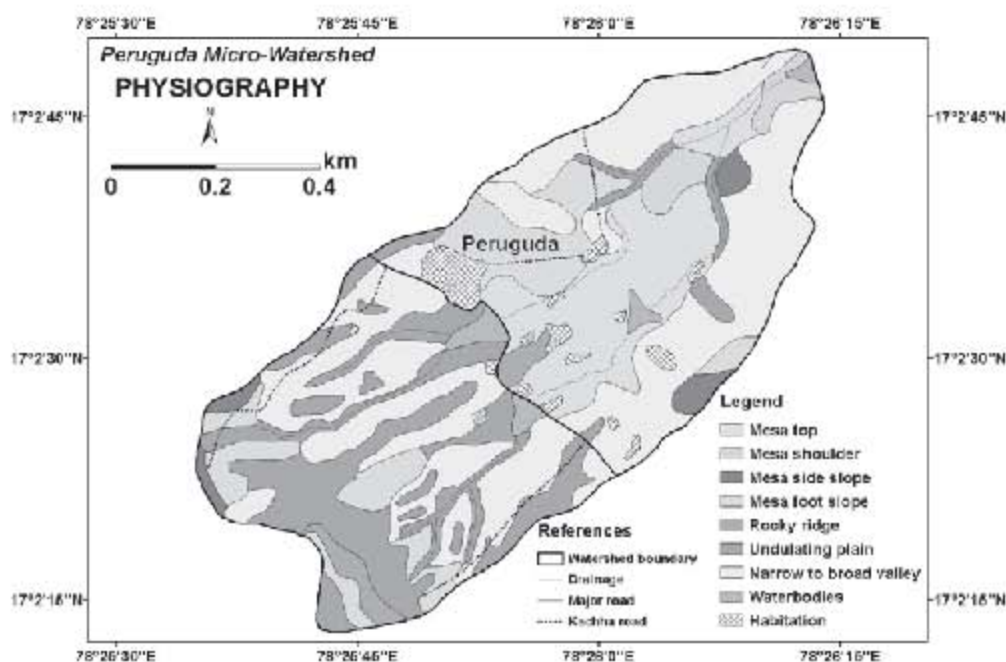 78°25'30"E 78°25'45"E 78°26'0"E 78°26'15"E
Peruguda Micro-Watershed
PHYSIOGRAPHY
N
17°2'45"N 17°2'45"N
km
0 0.2 0.4
Peruguda
17°2'30"N 17°2'30"N
Legend
Mesa top
Mesa shoulder
Mesa side slope
Mesa foot slope
Rocky ridge
Undulating plain
Narrow to broad valley
Waterbodies
Habitation
References
Watershed boundary
Drainage
Major road
Kachha road
17°2'15"N 17°2'15"N
78°26'30"E 78°26'45"E 78°26'0"E 78°26'15"E